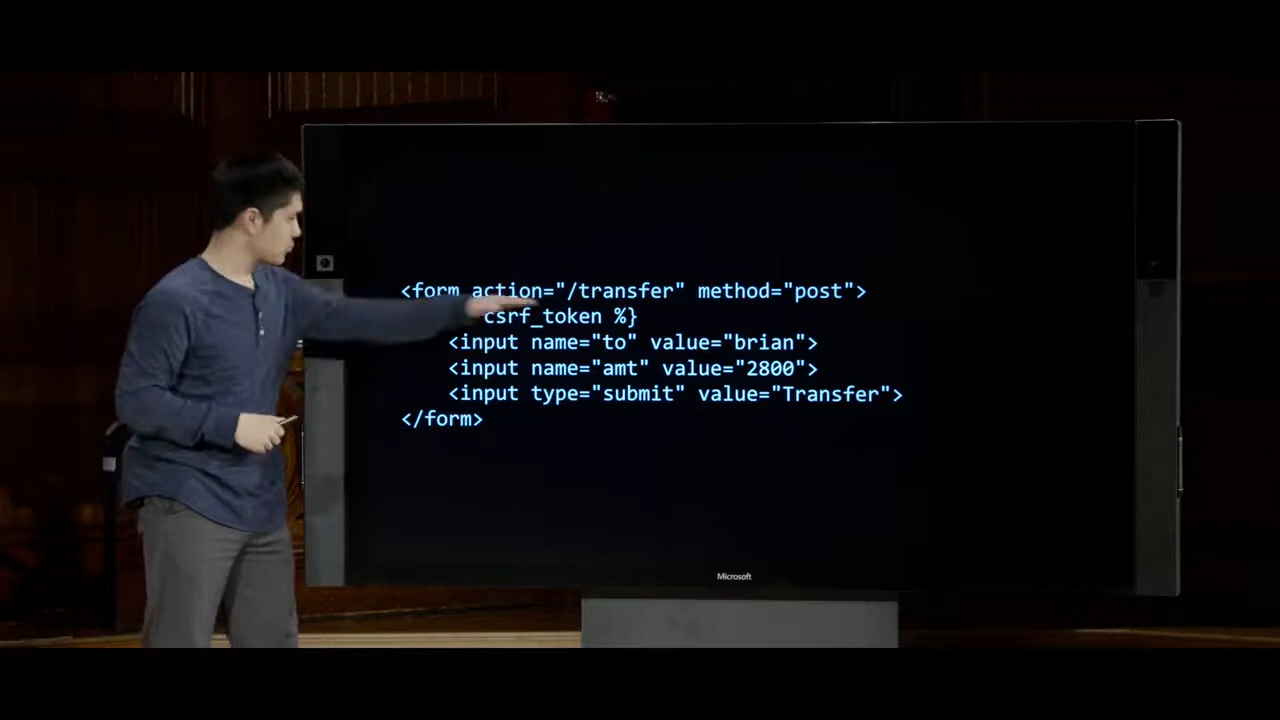 <form action="/transfer" method="post">
csrf_token %}
<input name="to" value="brian">
<input name="amt" value="2800">
<input type="submit" value="Transfer">
</form>
Microsoft